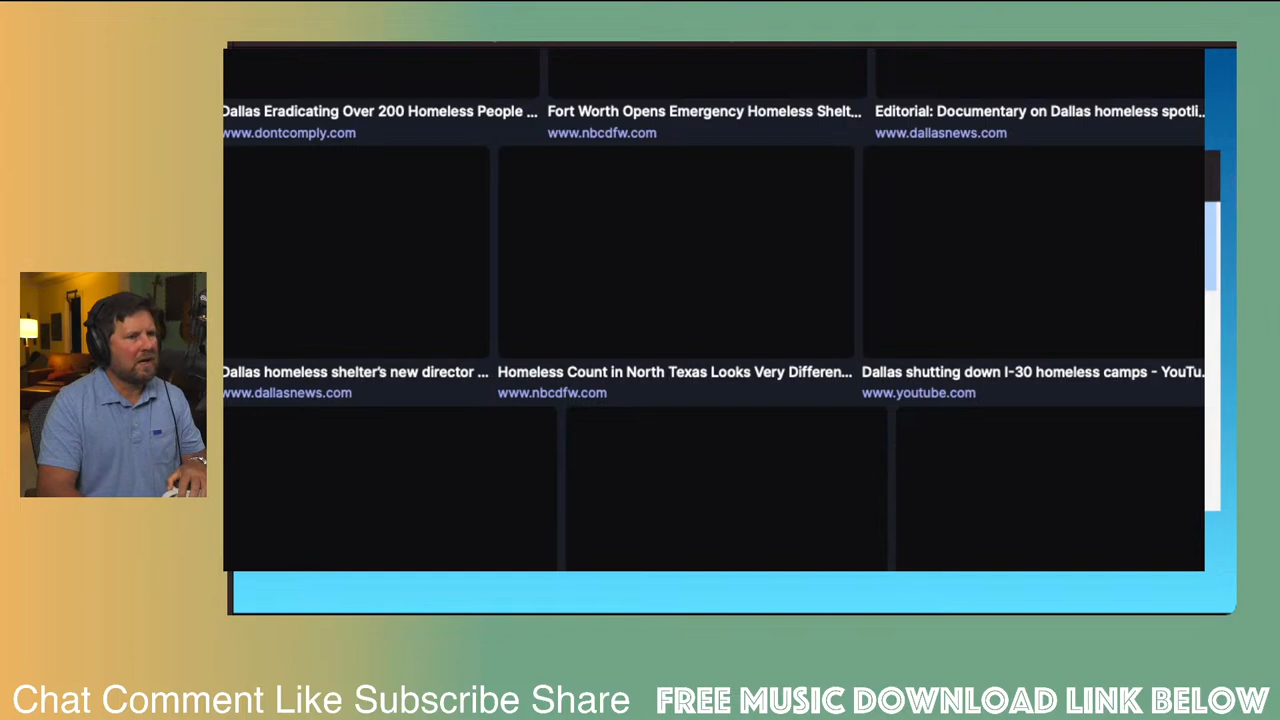 Dallas Eradicating Over 200 Homeless People ...
www.dontcomply.com
Fort Worth Opens Emergency Homeless Shelt...
www.nbcdfw.com
Editorial: Documentary on Dallas homeless spotli...
www.dallasnews.com
Dallas homeless shelter's new director ...
www.dallasnews.com
Homeless Count in North Texas Looks Very Differen...
www.nbcdfw.com
Dallas shutting down I-30 homeless camps - YouTu...
www.youtube.com
Chat Comment Like Subscribe Share
FREE MUSIC DOWNLOAD LINK BELOW